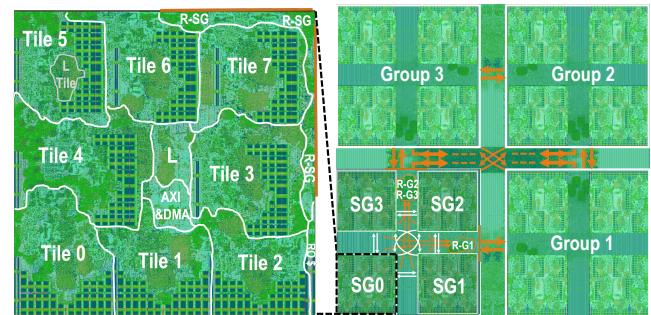 R-SG
R-SG
Tile 5
L
Tile
Tile 6
Tile 7
Tile 4
L
Tile 3
R-SG
AXI
&DMA
Tile 0
Tile 1
Tile 2
RO$
Group 3
Group 2
R-G2
R-G3
SG3
SG2
R-G1
Group 1
SG0
SG1